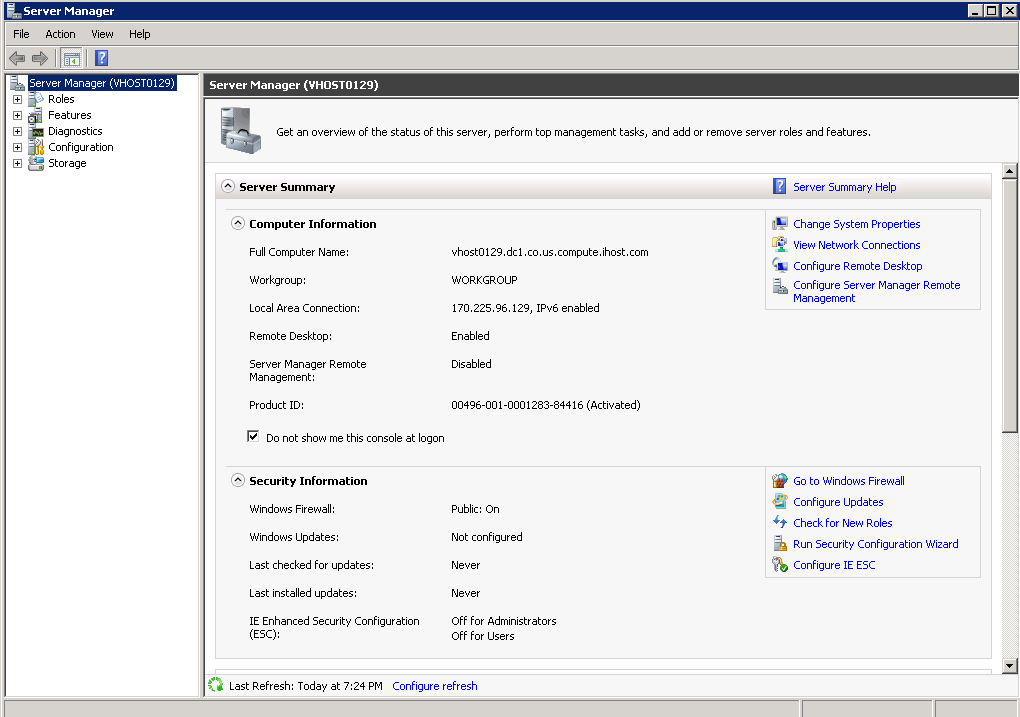 Server Manager
File Action View Help
Server Manager (VHOST0129)
Roles
Features
Diagnostics
Configuration
Storage
Server Manager (VHOST0129)
Get an overview of the status of this server, perform top management tasks, and add or remove server roles and features.
Server Summary
Server Summary Help
Computer Information
Full Computer Name: vhost0129.dc1.co.us.compute.ihost.com
Workgroup: WORKGROUP
Local Area Connection: 170.225.96.129, IPv6 enabled
Remote Desktop: Enabled
Server Manager Remote Disabled
Management:
Product ID: 00496-001-0001283-84416 (Activated)
Do not show me this console at logon
Change System Properties
View Network Connections
Configure Remote Desktop
Configure Server Manager Remote
Management
Security Information
Windows Firewall: Public: On
Windows Updates: Not configured
Last checked for updates: Never
Last installed updates: Never
IE Enhanced Security Configuration Off for Administrators
(ESC): Off for Users
Go to Windows Firewall
Configure Updates
Check for New Roles
Run Security Configuration Wizard
Configure IE ESC
Last Refresh: Today at 7:24 PM Configure refresh